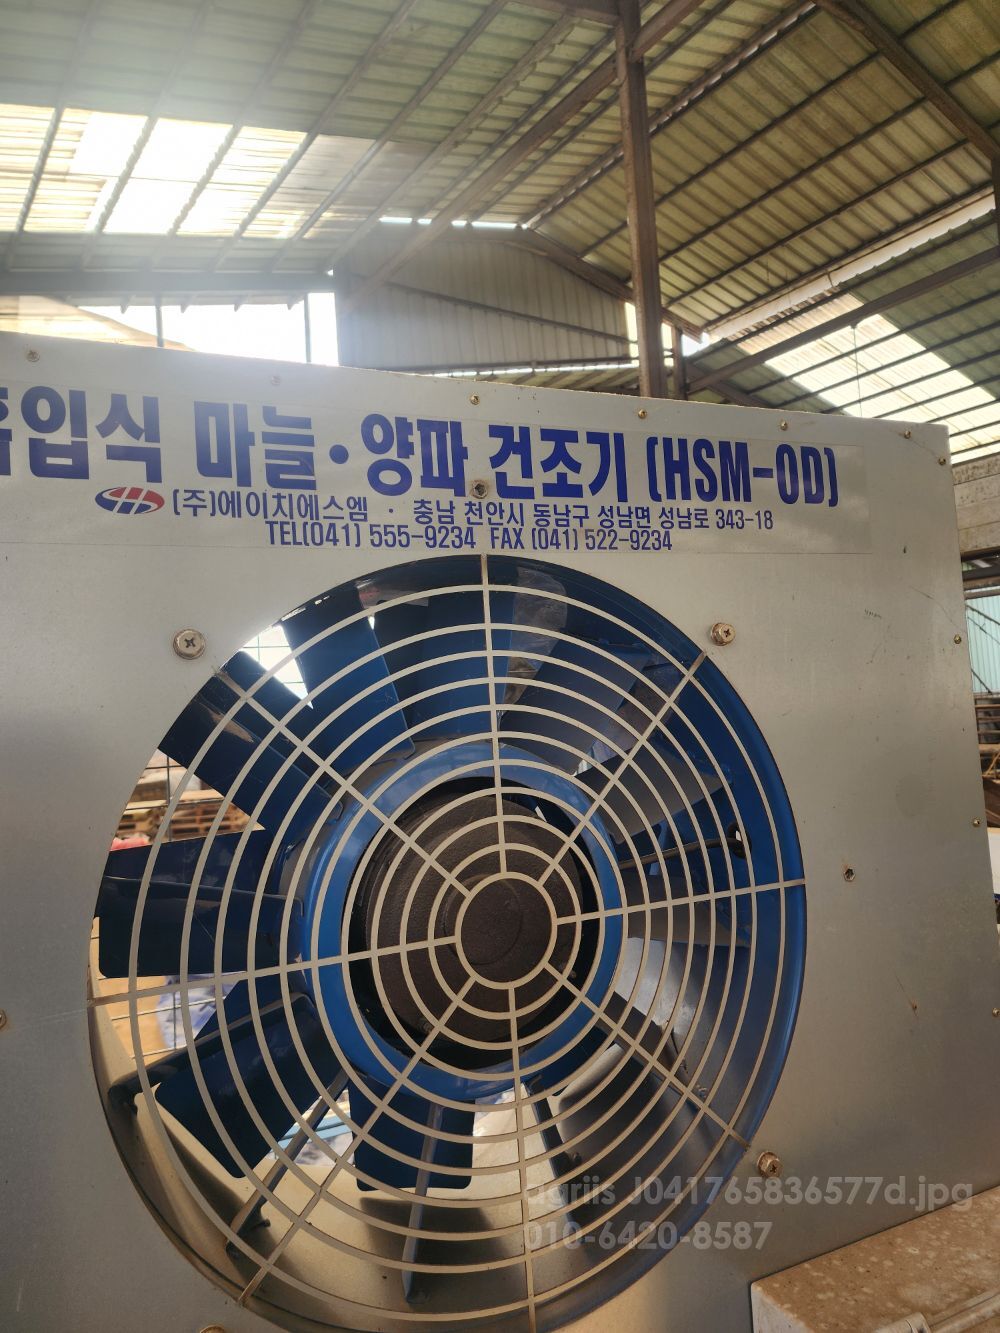 흡입식 마늘·양파 건조기 (HSM-OD)
(주)에이치에스엠 · 충남 천안시 동남구 성남면 성남로 343-18
TEL(041) 555-9234 FAX (041) 522-9234
agriis J041765836577d.jpg
010-6420-8587